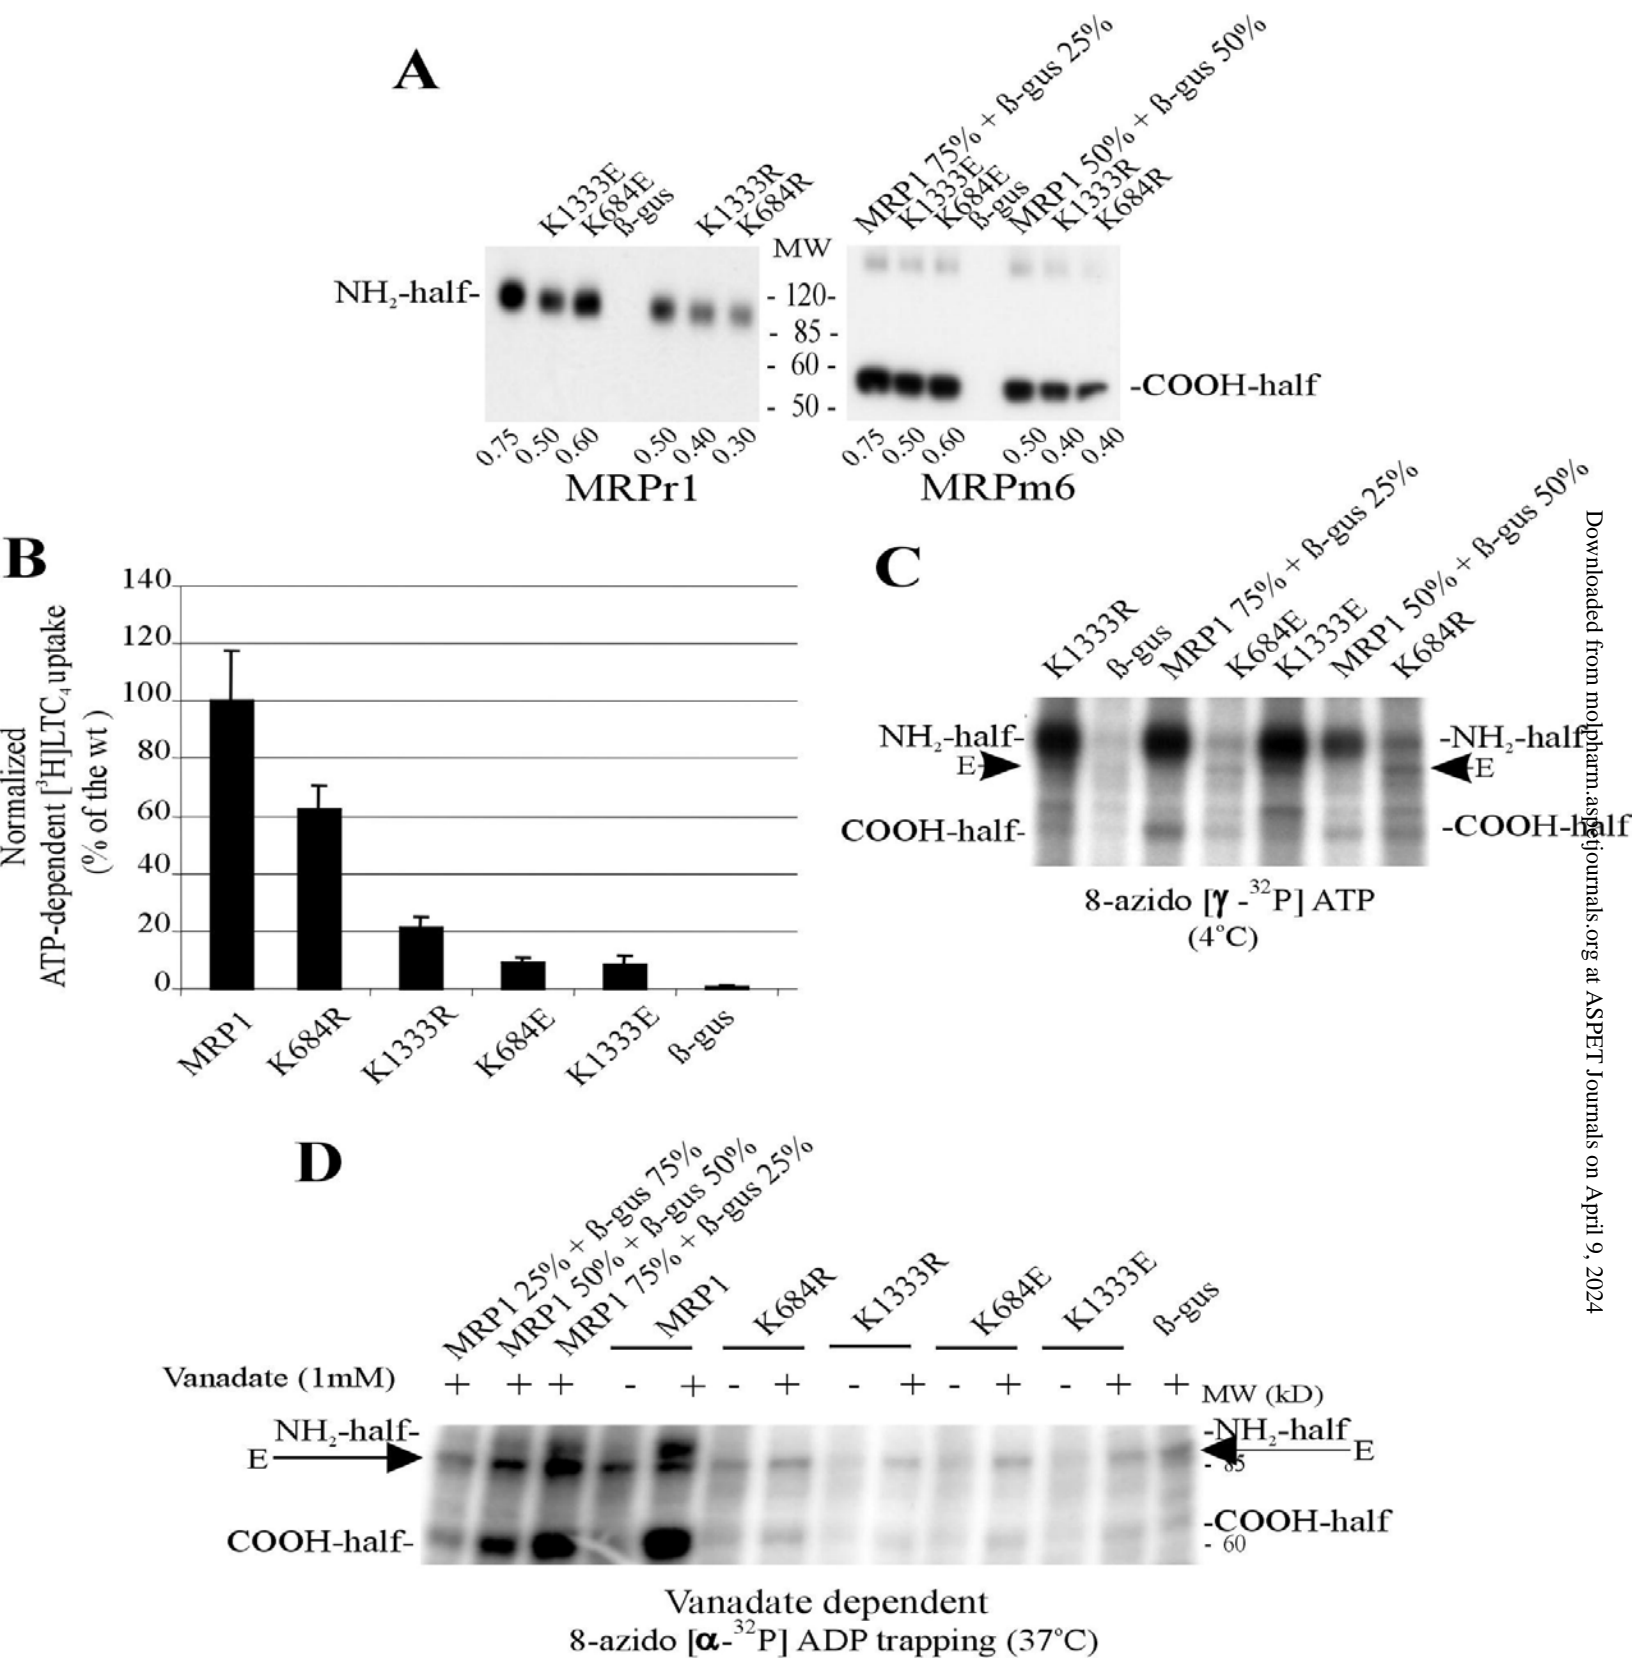 A
K1333E
K684E
ß-gus
K1333R
K684R
MRP1 75% + ß-gus 25%
K1333E
K684E
ß-gus
MRP1 50% + ß-gus 50%
K1333R
K684R
MW
NH₂-half-
- 120-
- 85 -
- 60 -
- 50 -
-COOH-half
0.75 0.50 0.60 0.50 0.40 0.30
0.75 0.50 0.60 0.50 0.40 0.40
MRPr1
MRPm6
B
Normalized
ATP-dependent [³H]LTC₄ uptake
(% of the wt )
140
120
100
80
60
40
20
0
MRP1
K684R
K1333R
K684E
K1333E
ß-gus
C
K1333R
ß-gus
MRP1 75% + ß-gus 25%
K684E
K1333E
MRP1 50% + ß-gus 50%
K684R
NH₂-half-
E
COOH-half-
-NH₂-half
E
-COOH-half
8-azido [γ -³²P] ATP
(4°C)
D
MRP1 25% + ß-gus 75%
MRP1 50% + ß-gus 50%
MRP1 75% + ß-gus 25%
MRP1
K684R
K1333R
K684E
K1333E
ß-gus
Vanadate (1mM)
+ + + - + - + - + - + - + +
MW (kD)
NH₂-half-
E
COOH-half-
-NH₂-half
E
- 85
-COOH-half
- 60
Vanadate dependent
8-azido [α-³²P] ADP trapping (37°C)
Downloaded from molpharm.aspetjournals.org at ASPET Journals on April 9, 2024